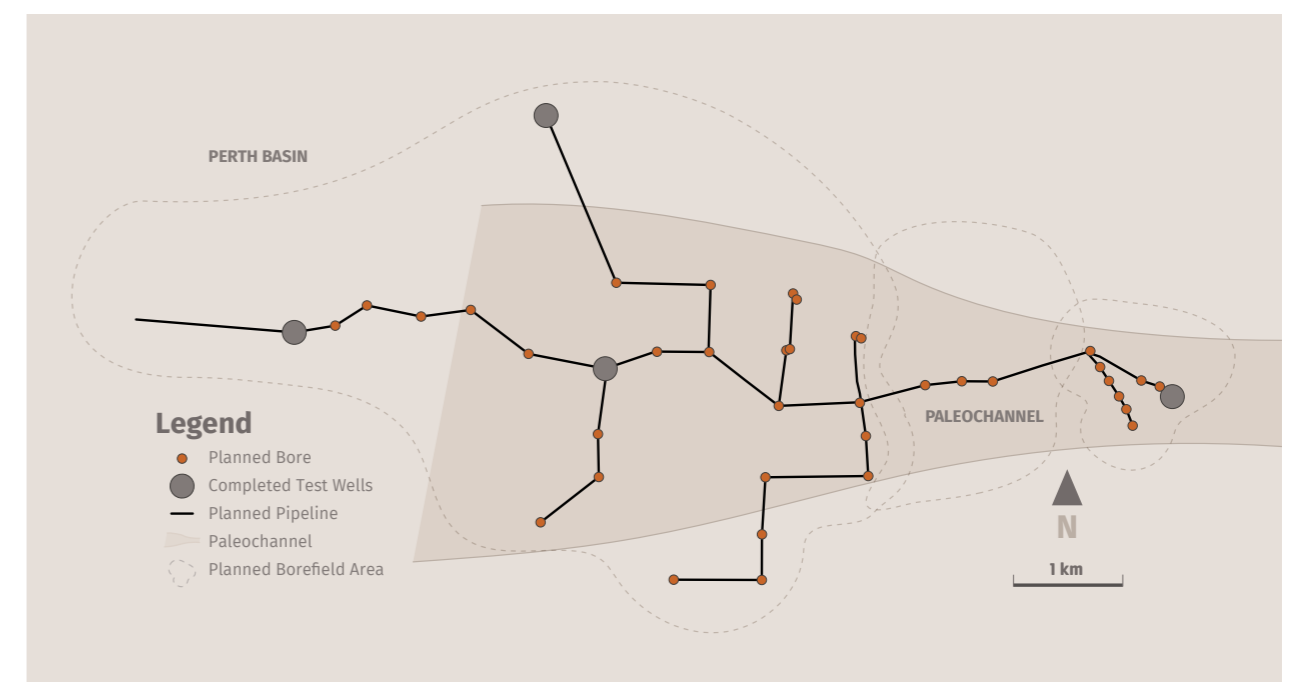 PERTH BASIN
PALEOCHANNEL
Legend
Planned Bore
Completed Test Wells
Planned Pipeline
Paleochannel
Planned Borefield Area
N
1 km